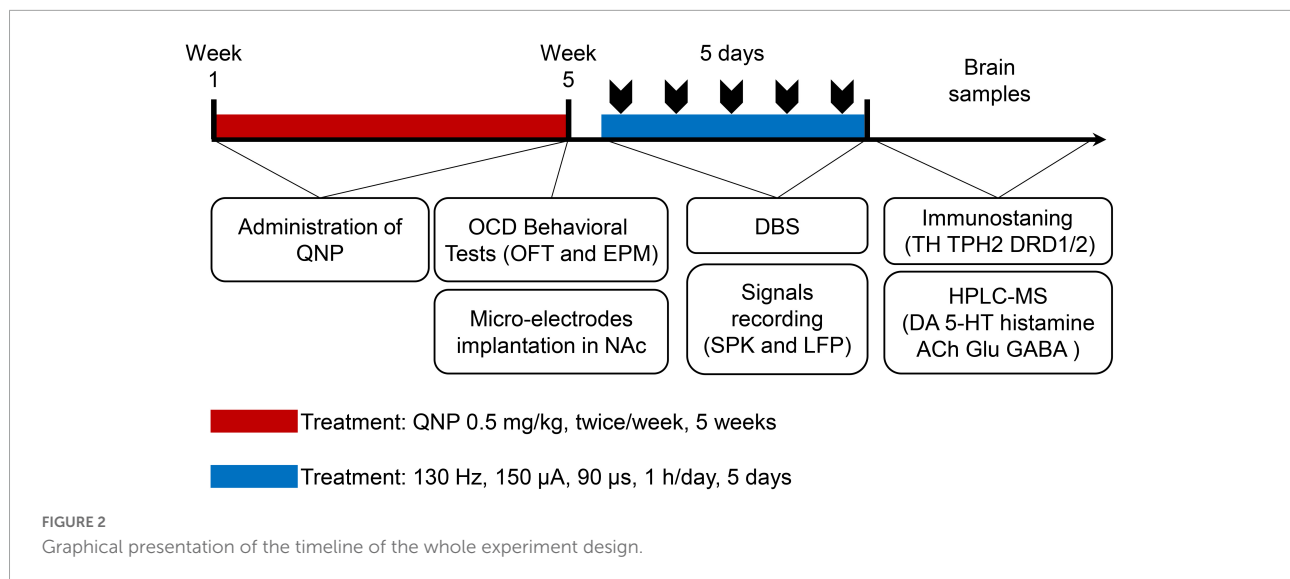 Week
1
Week
5
5 days
Brain
samples
Administration of
QNP
OCD Behavioral
Tests (OFT and EPM)
Micro-electrodes
implantation in NAc
DBS
Signals
recording
(SPK and LFP)
Immunostaning
(TH TPH2 DRD1/2)
HPLC-MS
(DA 5-HT histamine
ACh Glu GABA )
Treatment: QNP 0.5 mg/kg, twice/week, 5 weeks
Treatment: 130 Hz, 150 μA, 90 μs, 1 h/day, 5 days
FIGURE 2
Graphical presentation of the timeline of the whole experiment design.